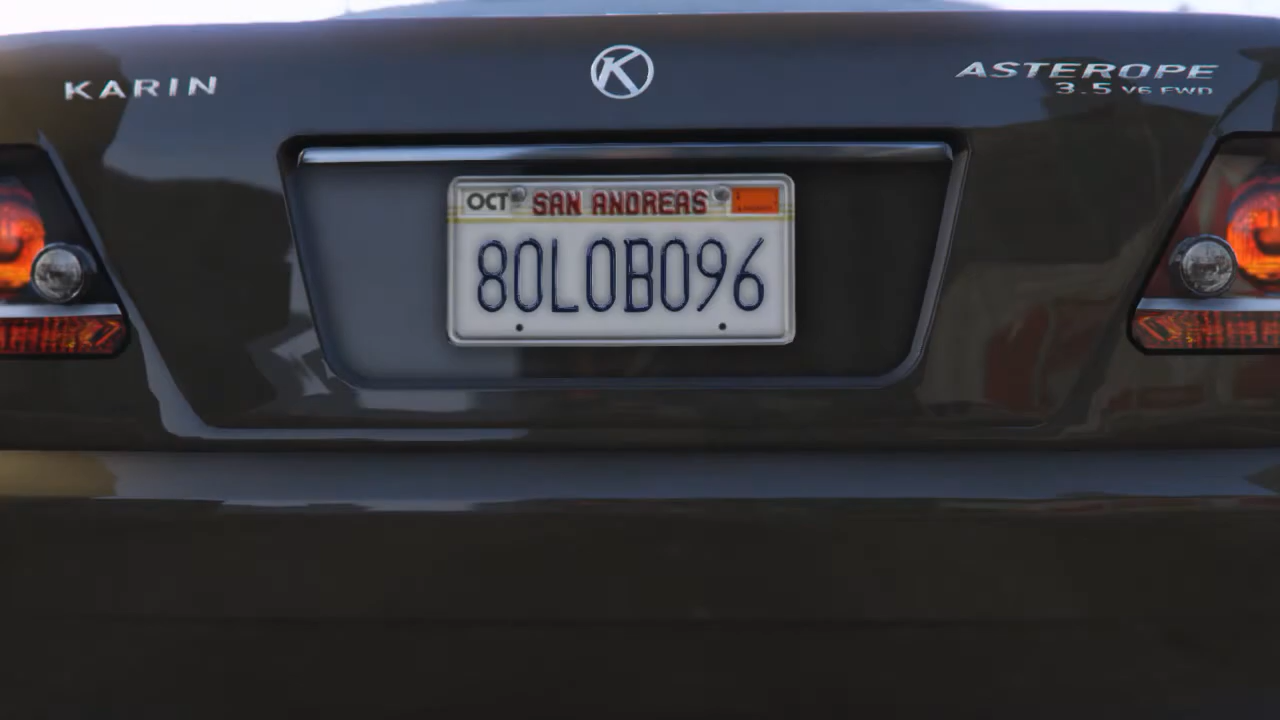 KARIN
K
ASTEROPE
3.5 V6 FWD
OCT SAN ANDREAS
80LOB096